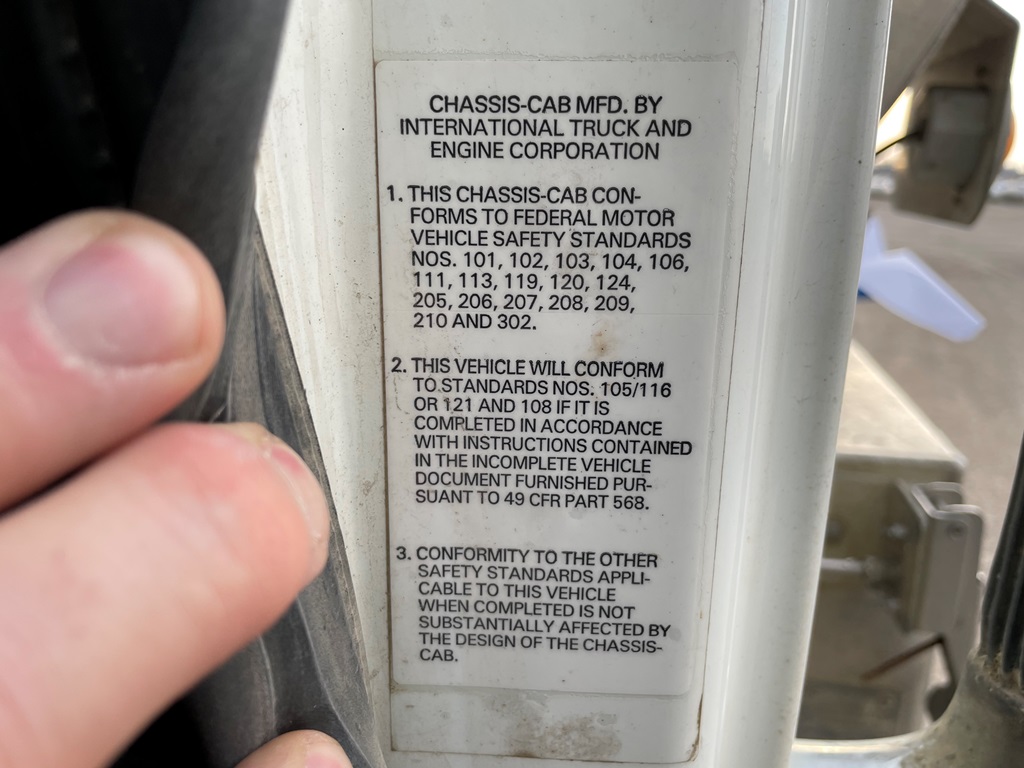 CHASSIS-CAB MFD. BY
INTERNATIONAL TRUCK AND
ENGINE CORPORATION
1. THIS CHASSIS-CAB CON-
FORMS TO FEDERAL MOTOR
VEHICLE SAFETY STANDARDS
NOS. 101, 102, 103, 104, 106,
111, 113, 119, 120, 124,
205, 206, 207, 208, 209,
210 AND 302.
2. THIS VEHICLE WILL CONFORM
TO STANDARDS NOS. 105/116
OR 121 AND 108 IF IT IS
COMPLETED IN ACCORDANCE
WITH INSTRUCTIONS CONTAINED
IN THE INCOMPLETE VEHICLE
DOCUMENT FURNISHED PUR-
SUANT TO 49 CFR PART 568.
3. CONFORMITY TO THE OTHER
SAFETY STANDARDS APPLI-
CABLE TO THIS VEHICLE
WHEN COMPLETED IS NOT
SUBSTANTIALLY AFFECTED BY
THE DESIGN OF THE CHASSIS-
CAB.